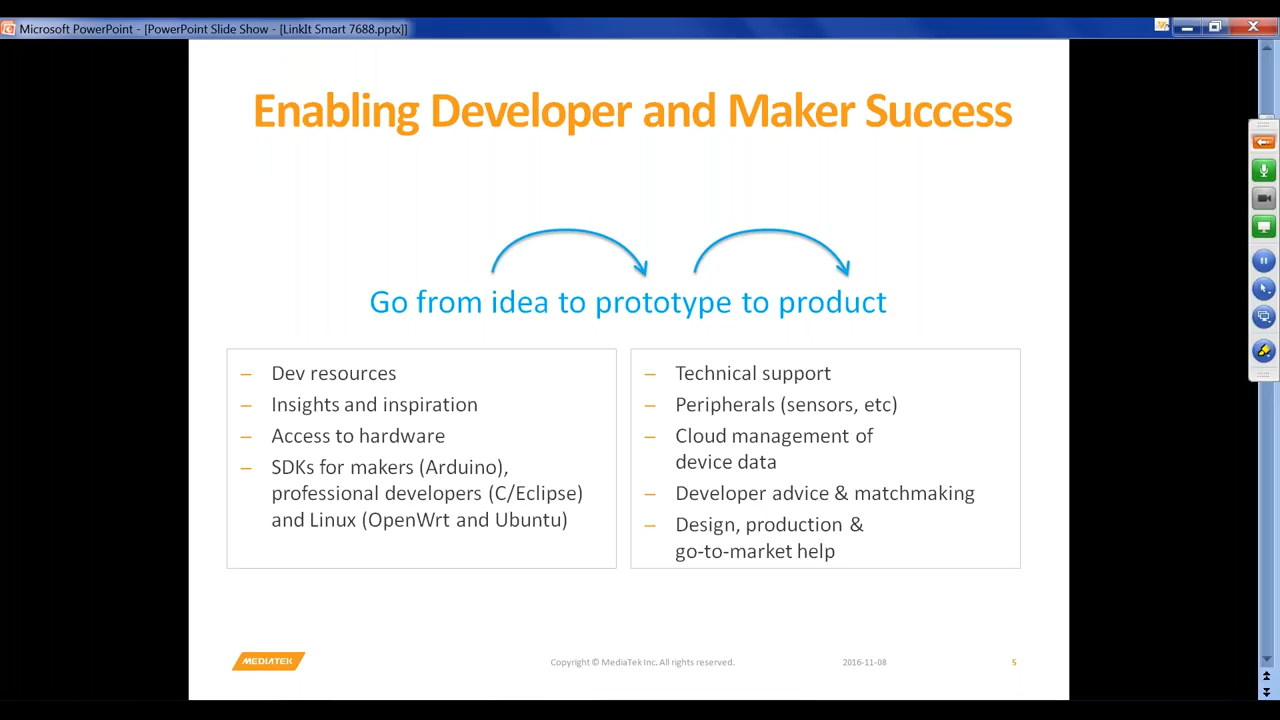 Microsoft PowerPoint - [PowerPoint Slide Show - [LinkIt Smart 7688.pptx]]
Enabling Developer and Maker Success
Go from idea to prototype to product
– Dev resources
– Insights and inspiration
– Access to hardware
– SDKs for makers (Arduino),
professional developers (C/Eclipse)
and Linux (OpenWrt and Ubuntu)
– Technical support
– Peripherals (sensors, etc)
– Cloud management of
device data
– Developer advice & matchmaking
– Design, production &
go-to-market help
MEDIATEK
Copyright © MediaTek Inc. All rights reserved.
2016-11-08
5